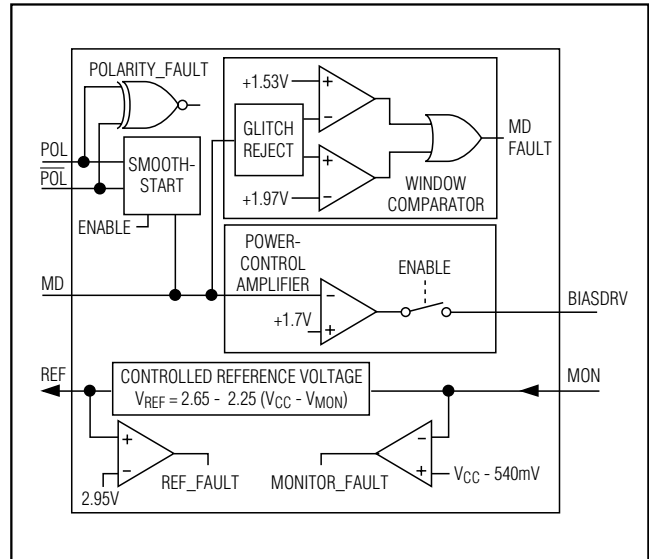 POLARITY_FAULT
+1.53V
+
−
GLITCH
REJECT
MD
FAULT
POL
P̅O̅L̅
SMOOTH-
START
+
−
+1.97V
WINDOW
COMPARATOR
ENABLE
POWER-
CONTROL
AMPLIFIER
ENABLE
MD
−
+
+1.7V
BIASDRV
REF
CONTROLLED REFERENCE VOLTAGE
VREF = 2.65 - 2.25 (VCC - VMON)
MON
+
−
2.95V
REF_FAULT
MONITOR_FAULT
−
+
VCC - 540mV